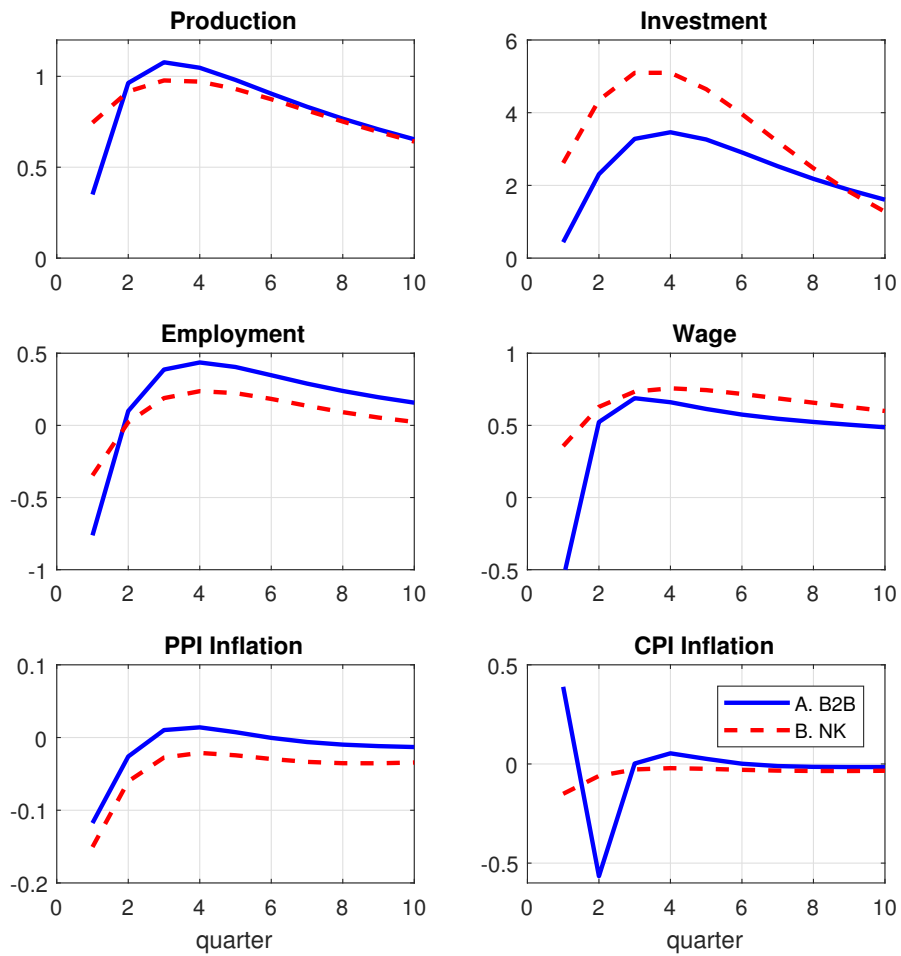 Production
1
0.5
0
0 2 4 6 8 10
Investment
6
4
2
0
0 2 4 6 8 10
Employment
0.5
0
-0.5
-1
0 2 4 6 8 10
Wage
1
0.5
0
-0.5
0 2 4 6 8 10
PPI Inflation
0.1
0
-0.1
-0.2
0 2 4 6 8 10
quarter
CPI Inflation
0.5
0
-0.5
0 2 4 6 8 10
quarter
A. B2B
B. NK